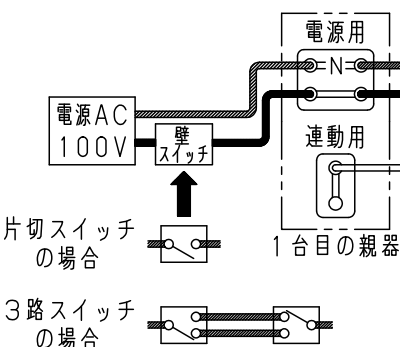 電源用
N
電源AC
100V
壁
スイッチ
連動用
片切スイッチ
の場合
1台目の親器
3路スイッチ
の場合